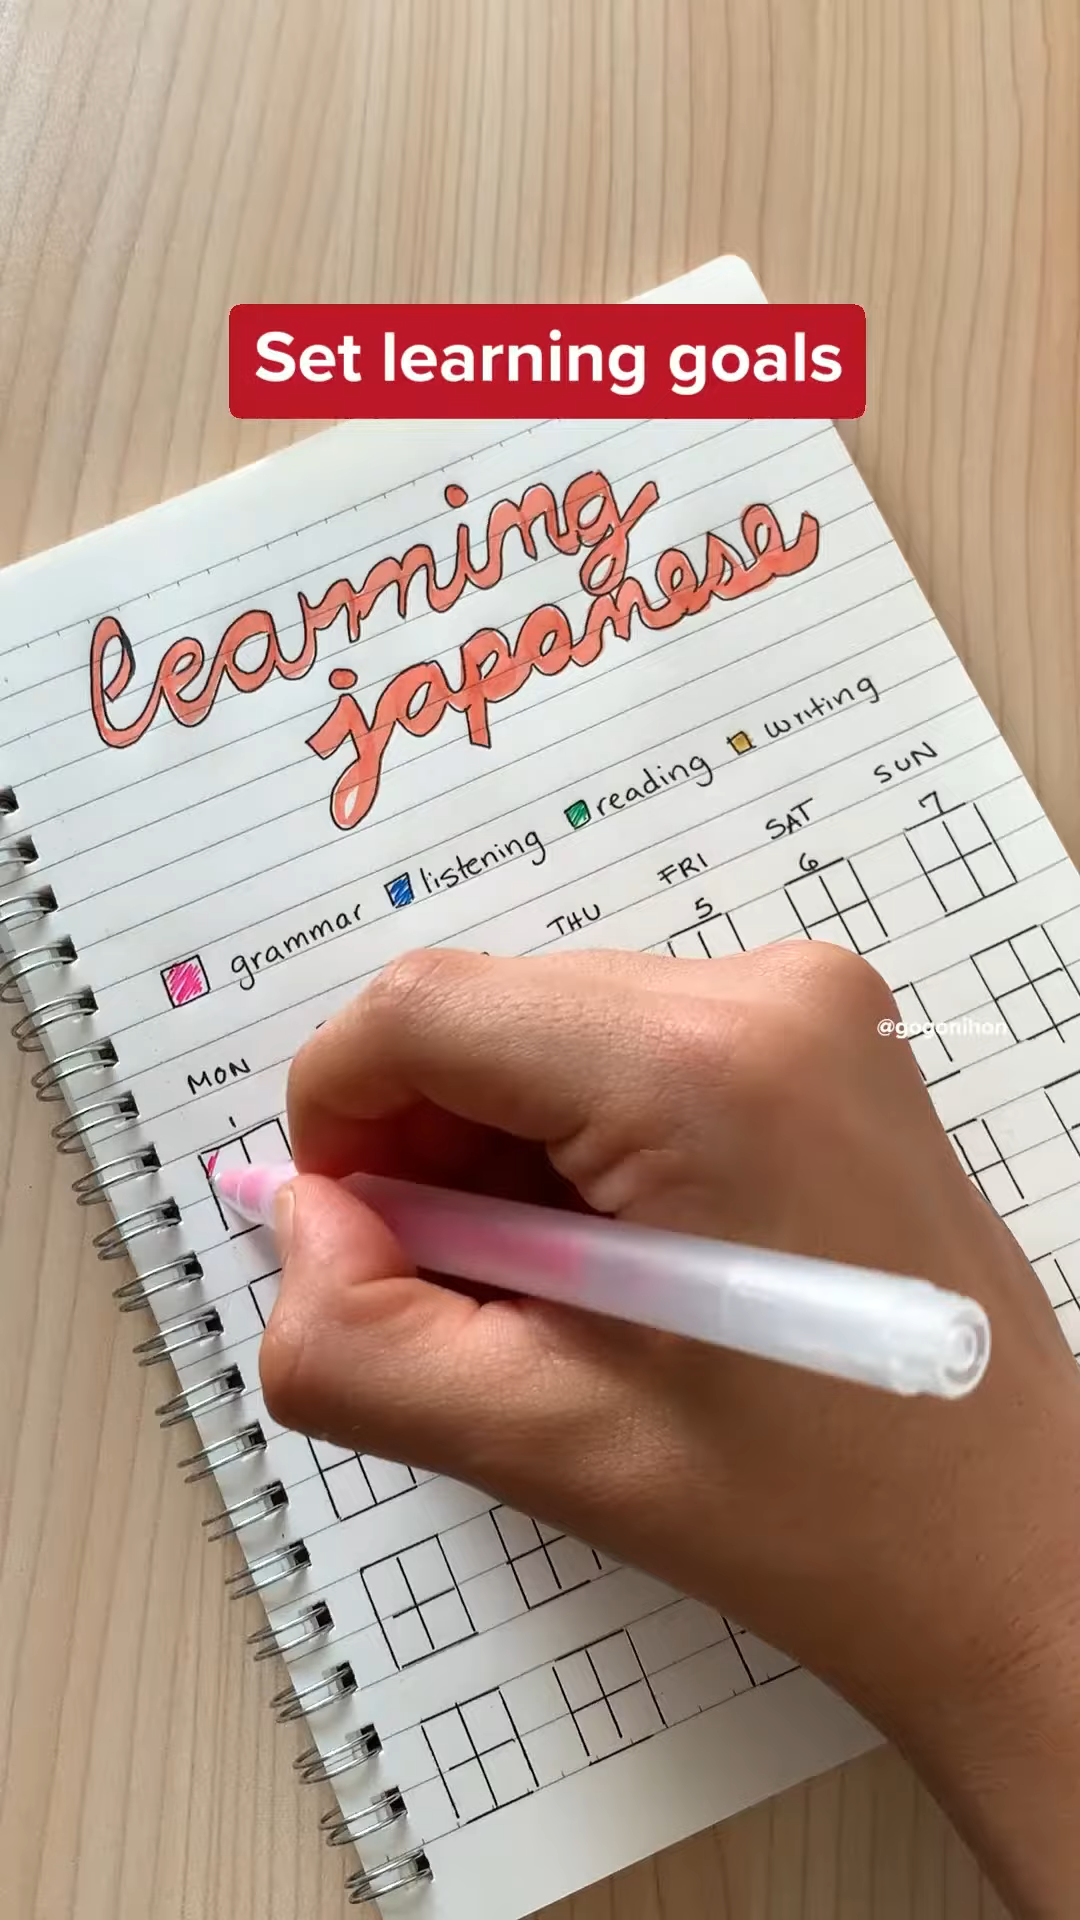 Set learning goals
learning
japanese
grammar listening reading writing
MON THU FRI SAT SUN
1 5 6 7
@gogonihon